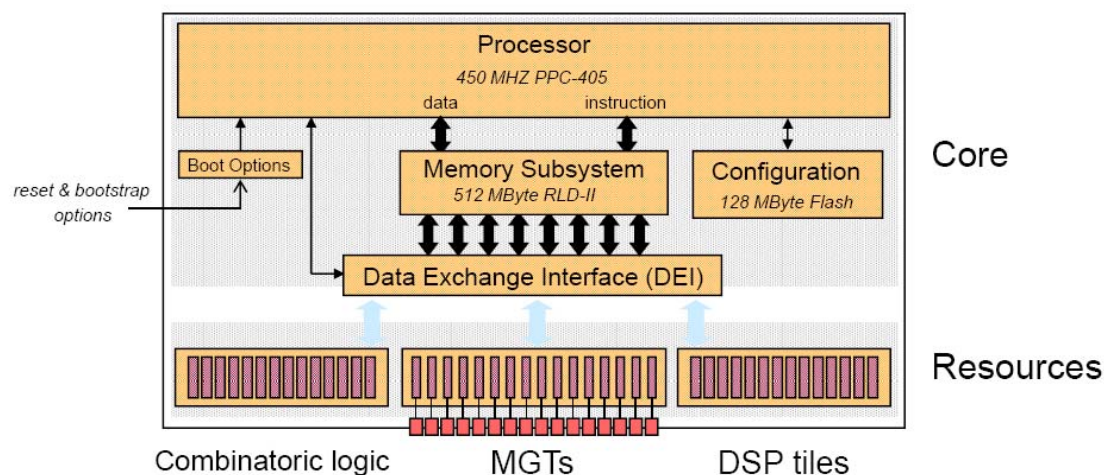 Processor
450 MHZ PPC-405
data
instruction
Boot Options
reset & bootstrap
options
Memory Subsystem
512 MByte RLD-II
Configuration
128 MByte Flash
Core
Data Exchange Interface (DEI)
Resources
Combinatoric logic
MGTs
DSP tiles